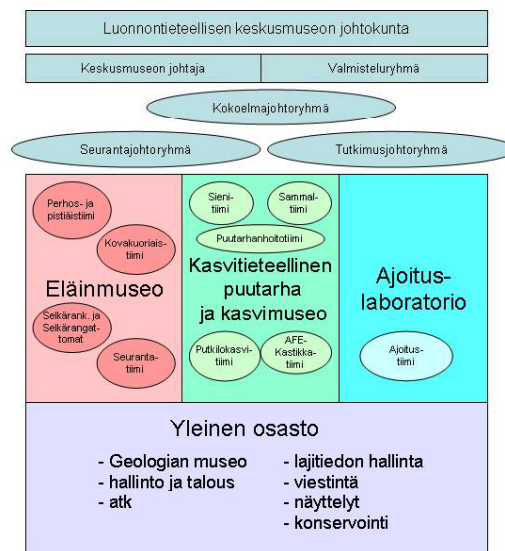 Luonnontieteellisen keskusmuseon johtokunta
Keskusmuseon johtaja
Valmisteluryhmä
Kokoelmajohtoryhmä
Seurantajohtoryhmä
Tutkimusjohtoryhmä
Perhos- ja
pistiäistiimi
Kovakuoriais-
tiimi
Eläinmuseo
Selkärank. ja
Selkärangat-
tomat
Seuranta-
tiimi
Sieni-
tiimi
Sammal-
tiimi
Puutarhanhoitotiimi
Kasvitieteellinen
puutarha
ja kasvimuseo
Putkilokasvi-
tiimi
AFE-
Kastikka-
tiimi
Ajoitus-
laboratorio
Ajoitus-
tiimi
Yleinen osasto
- Geologian museo
- hallinto ja talous
- atk
- lajitiedon hallinta
- viestintä
- näyttelyt
- konservointi